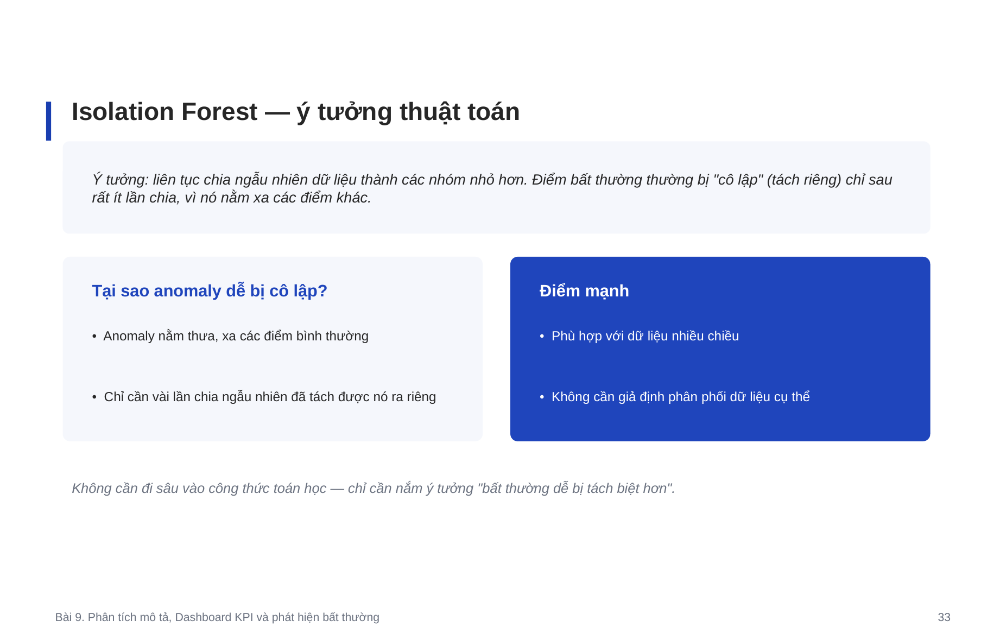 Isolation Forest — ý tưởng thuật toán
Ý tưởng: liên tục chia ngẫu nhiên dữ liệu thành các nhóm nhỏ hơn. Điểm bất thường thường bị "cô lập" (tách riêng) chỉ sau
rất ít lần chia, vì nó nằm xa các điểm khác.
Tại sao anomaly dễ bị cô lập?
• Anomaly nằm thưa, xa các điểm bình thường
• Chỉ cần vài lần chia ngẫu nhiên đã tách được nó ra riêng
Điểm mạnh
• Phù hợp với dữ liệu nhiều chiều
• Không cần giả định phân phối dữ liệu cụ thể
Không cần đi sâu vào công thức toán học — chỉ cần nắm ý tưởng "bất thường dễ bị tách biệt hơn".
Bài 9. Phân tích mô tả, Dashboard KPI và phát hiện bất thường
33